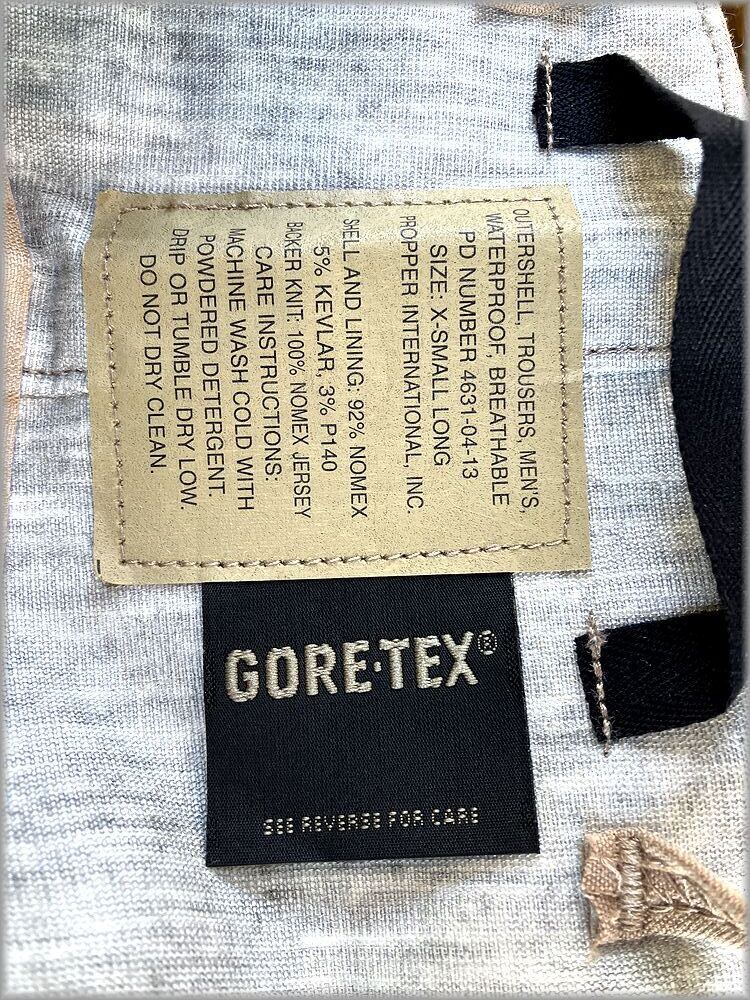 OUTERSHELL, TROUSERS, MEN'S,
WATERPROOF, BREATHABLE
PD NUMBER 4631-04-13
SIZE: X-SMALL LONG
PROPPER INTERNATIONAL, INC.
SHELL AND LINING: 92% NOMEX
5% KEVLAR, 3% P140
BACKER KNIT: 100% NOMEX JERSEY
CARE INSTRUCTIONS:
MACHINE WASH COLD WITH
POWDERED DETERGENT.
DRIP OR TUMBLE DRY LOW.
DO NOT DRY CLEAN.
GORE-TEX®
SEE REVERSE FOR CARE